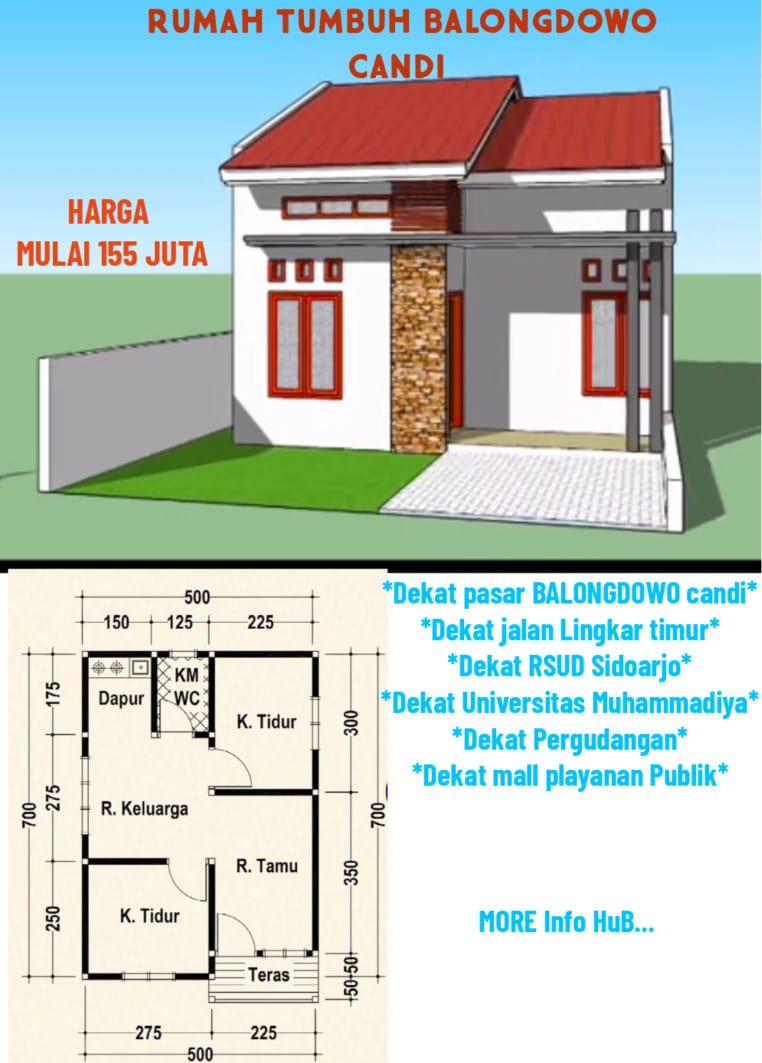 RUMAH TUMBUH BALONGDOWO
CANDI
HARGA
MULAI 155 JUTA
*Dekat pasar BALONGDOWO candi*
*Dekat jalan Lingkar timur*
*Dekat RSUD Sidoarjo*
*Dekat Universitas Muhammadiya*
*Dekat Pergudangan*
*Dekat mall playanan Publik*
MORE Info HuB...
500
150 125 225
175
275
250
700
Dapur
KM
WC
K. Tidur
R. Keluarga
R. Tamu
K. Tidur
Teras
300
350
50
50
700
275 225
500